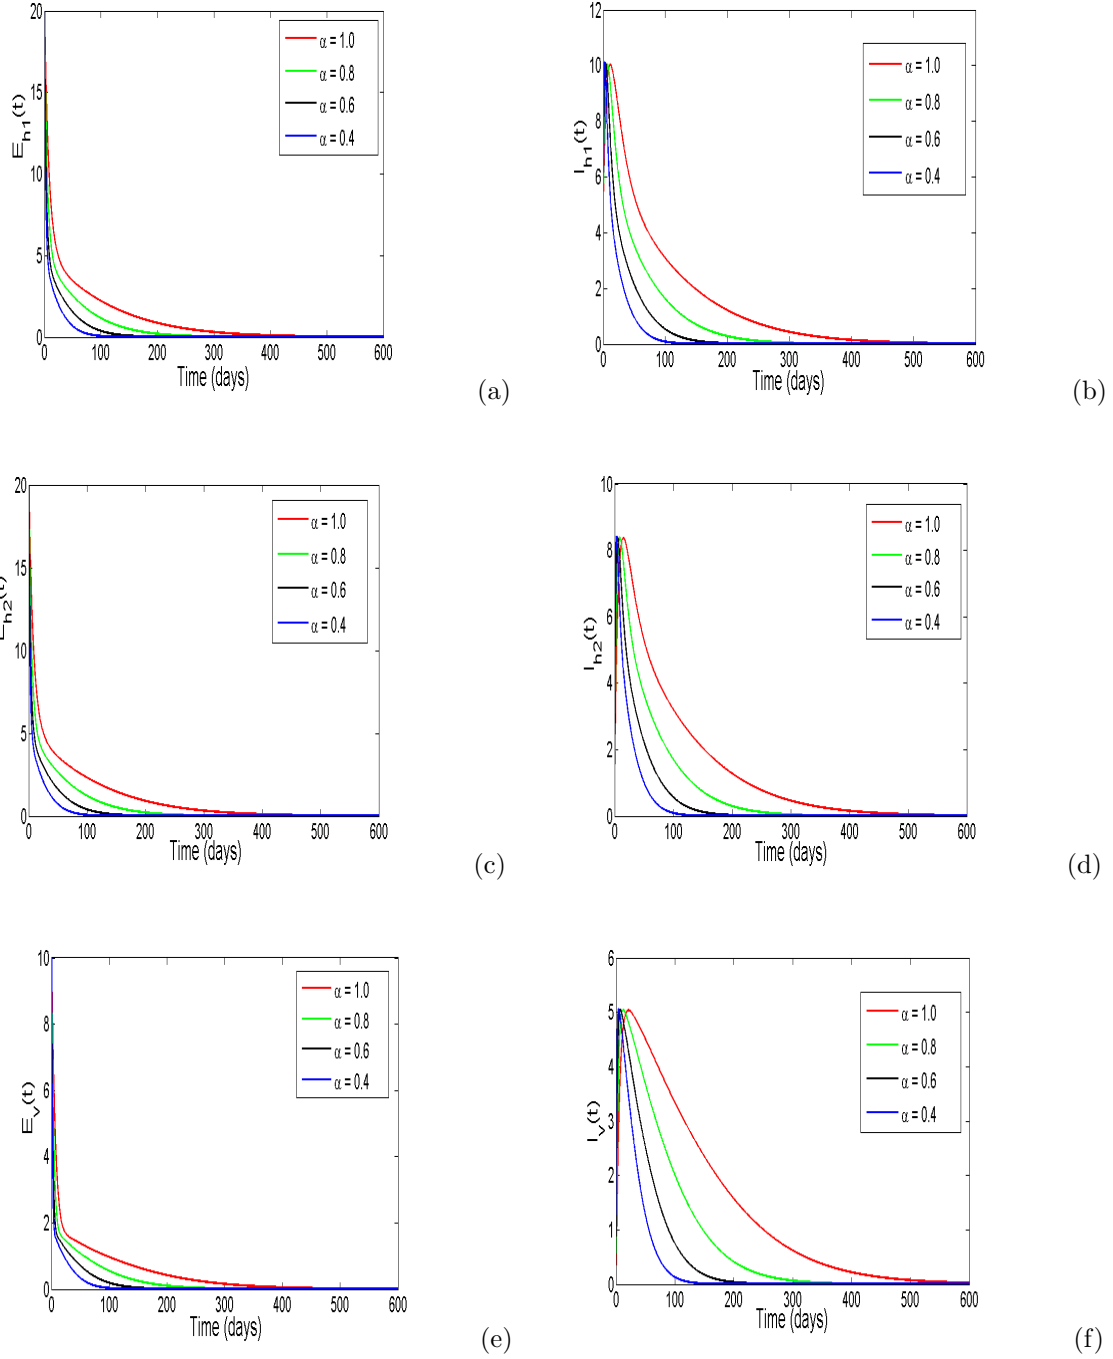 20
15
10
5
0
E_h1(t)
α = 1.0
α = 0.8
α = 0.6
α = 0.4
0 100 200 300 400 500 600
Time (days)
(a)
12
10
8
6
4
2
0
I_h1(t)
α = 1.0
α = 0.8
α = 0.6
α = 0.4
0 100 200 300 400 500 600
Time (days)
(b)
20
15
10
5
0
E_h2(t)
α = 1.0
α = 0.8
α = 0.6
α = 0.4
0 100 200 300 400 500 600
Time (days)
(c)
10
8
6
4
2
0
I_h2(t)
α = 1.0
α = 0.8
α = 0.6
α = 0.4
0 100 200 300 400 500 600
Time (days)
(d)
10
8
6
4
2
0
E_v(t)
α = 1.0
α = 0.8
α = 0.6
α = 0.4
0 100 200 300 400 500 600
Time (days)
(e)
6
5
4
3
2
1
0
I_v(t)
α = 1.0
α = 0.8
α = 0.6
α = 0.4
0 100 200 300 400 500 600
Time (days)
(f)